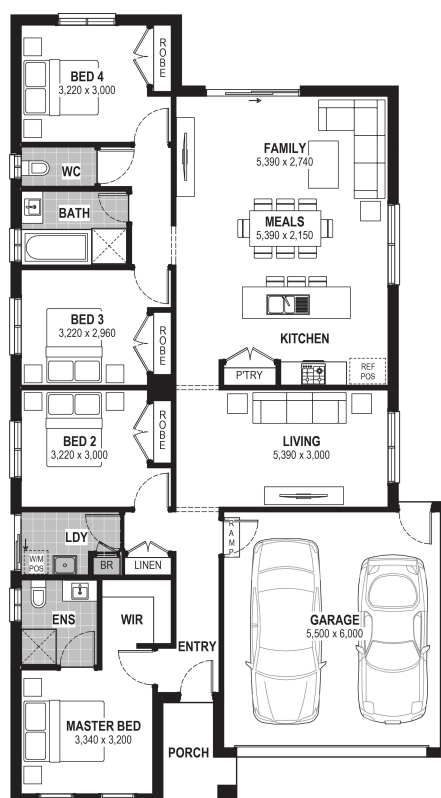 BED 4
3,220 x 3,000
ROBE
FAMILY
5,390 x 2,740
WC
BATH
MEALS
5,390 x 2,150
BED 3
3,220 x 2,960
ROBE
KITCHEN
P'TRY
REF
POS
BED 2
3,220 x 3,000
ROBE
LIVING
5,390 x 3,000
LDY
W/M
POS
BR
LINEN
RAMP
ENS
WIR
GARAGE
5,500 x 6,000
ENTRY
MASTER BED
3,340 x 3,200
PORCH